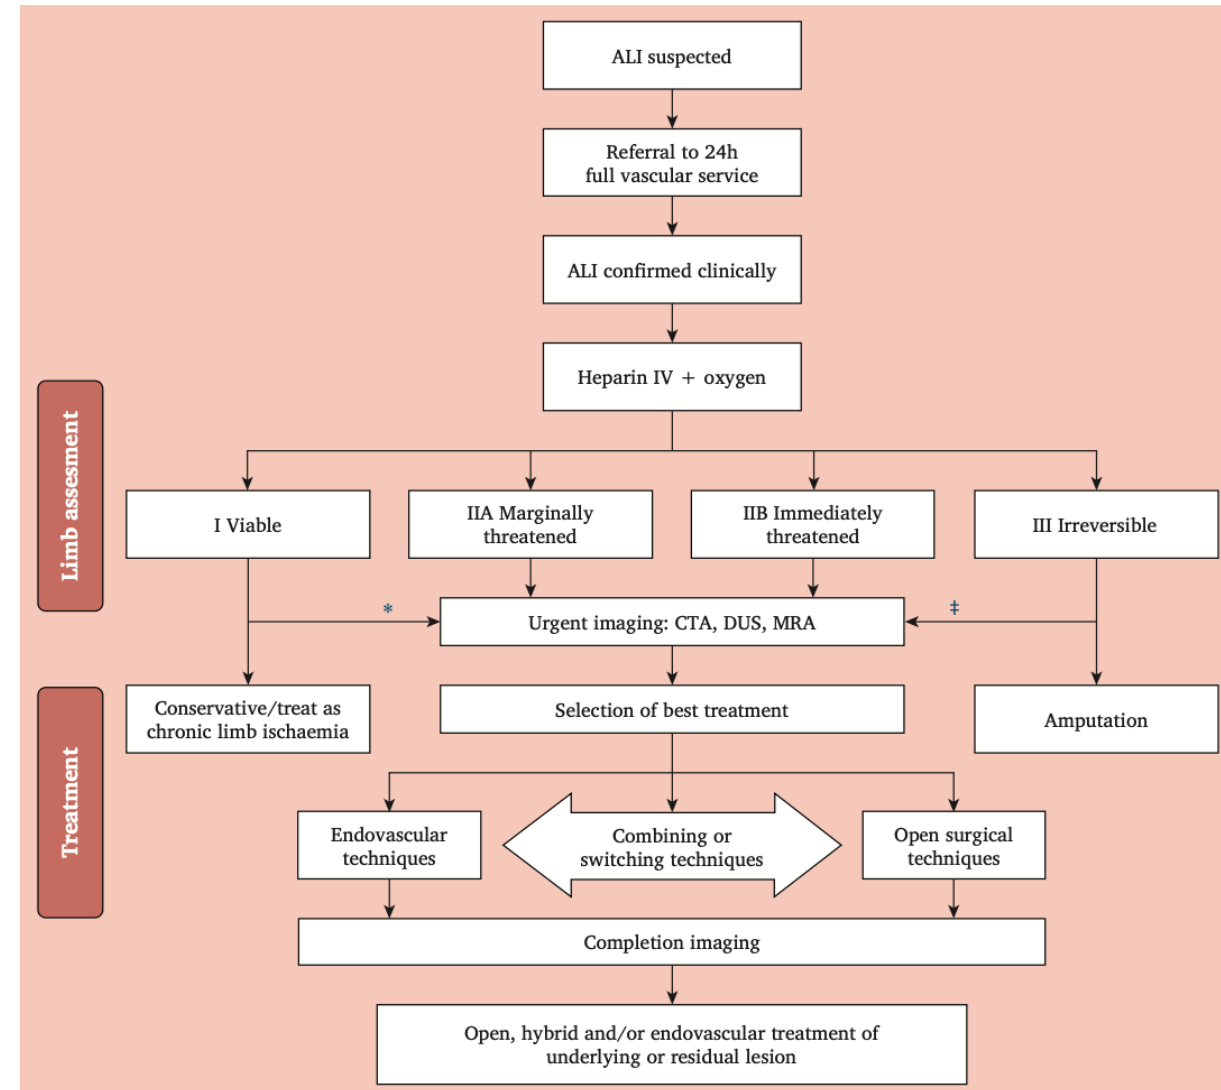 ALI suspected
Referral to 24h
full vascular service
ALI confirmed clinically
Heparin IV + oxygen
Limb assesment
I Viable
IIA Marginally
threatened
IIB Immediately
threatened
III Irreversible
*
Urgent imaging: CTA, DUS, MRA
‡
Treatment
Conservative/treat as
chronic limb ischaemia
Selection of best treatment
Amputation
Endovascular
techniques
Combining or
switching techniques
Open surgical
techniques
Completion imaging
Open, hybrid and/or endovascular treatment of
underlying or residual lesion